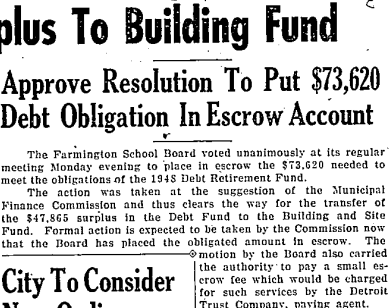 plus To Building Fund
Approve Resolution To Put $73,620
Debt Obligation In Escrow Account
The Farmington School Board voted unanimously at its regular
meeting Monday evening to place in escrow the $73,620 needed to
meet the obligations of the 1948 Debt Retirement Fund.
The action was taken at the suggestion of the Municipal
Finance Commission and thus clears the way for the transfer of
the $47,865 surplus in the Debt Fund to the Building and Site
Fund. Formal action is expected to be taken by the Commission now
that the Board has placed the obligated amount in escrow. The
motion by the Board also carried
the authority to pay a small es-
crow fee which would be charged
for such services by the Detroit
Trust Company, paying agent.
City To Consider